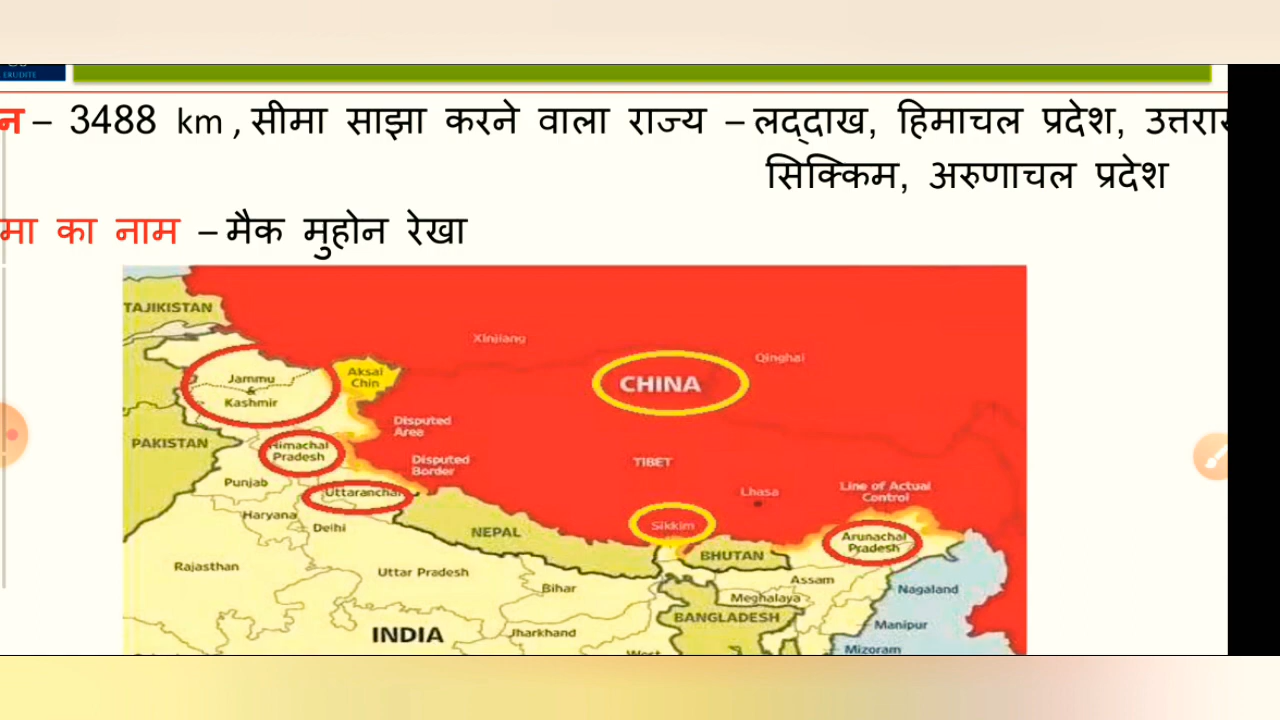 ERUDITE
न – 3488 km , सीमा साझा करने वाला राज्य – लद्दाख, हिमाचल प्रदेश,
सिक्किम, अरुणाचल प्रदेश
मा का नाम – मैक मुहोन रेखा
TAJIKISTAN
Xinjiang
Qinghai
Jammu
&
Kashmir
Aksai
Chin
CHINA
Disputed
Area
PAKISTAN
Himachal
Pradesh
Disputed
Border
TIBET
Punjab
Uttaranchal
Lhasa
Line of Actual
Control
Haryana
Delhi
NEPAL
Sikkim
Arunachal
Pradesh
BHUTAN
Rajasthan
Uttar Pradesh
Bihar
Assam
Nagaland
Meghalaya
BANGLADESH
Manipur
INDIA
Jharkhand
Mizoram
West